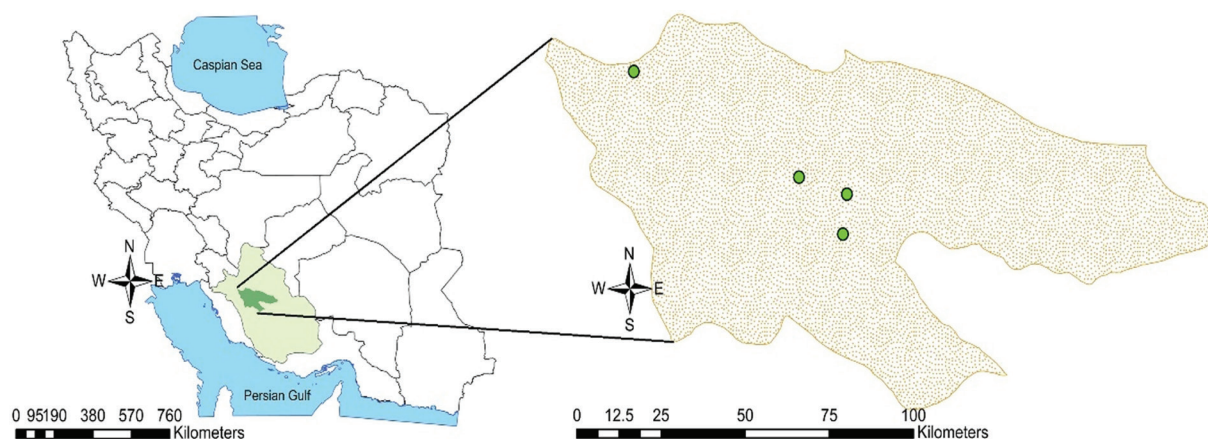 Caspian Sea
N
W E
S
Persian Gulf
0 95190 380 570 760
Kilometers
N
W E
S
0 12.5 25 50 75 100
Kilometers